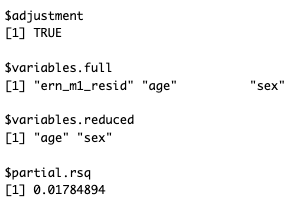 $adjustment
[1] TRUE
$variables.full
[1] "ern_m1_resid" "age"          "sex"
$variables.reduced
[1] "age" "sex"
$partial.rsq
[1] 0.01784894